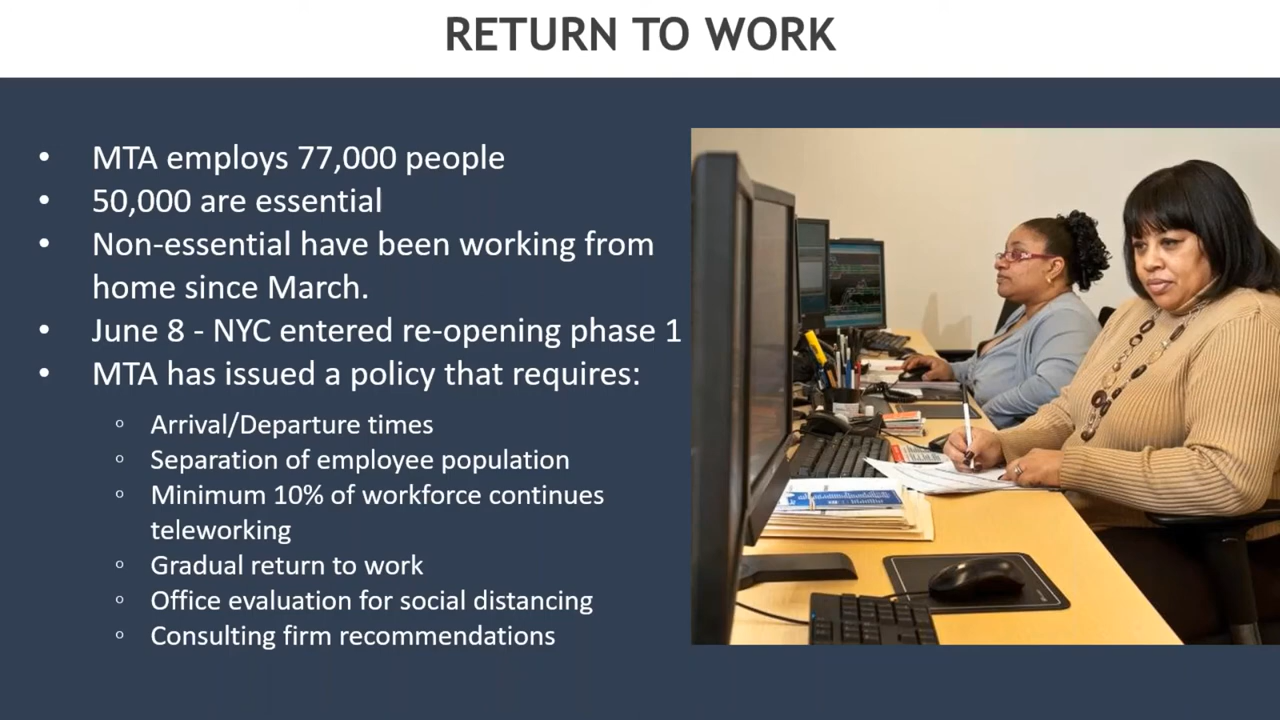 RETURN TO WORK
• MTA employs 77,000 people
• 50,000 are essential
• Non-essential have been working from
home since March.
• June 8 - NYC entered re-opening phase 1
• MTA has issued a policy that requires:
◦ Arrival/Departure times
◦ Separation of employee population
◦ Minimum 10% of workforce continues
teleworking
◦ Gradual return to work
◦ Office evaluation for social distancing
◦ Consulting firm recommendations